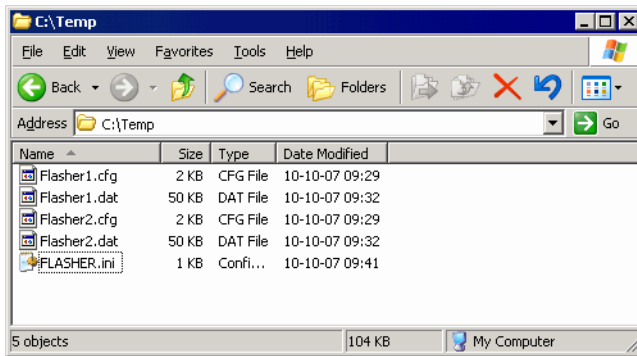 C:\Temp
File Edit View Favorites Tools Help
Back Search Folders
Address C:\Temp Go
Name Size Type Date Modified
Flasher1.cfg 2 KB CFG File 10-10-07 09:29
Flasher1.dat 50 KB DAT File 10-10-07 09:32
Flasher2.cfg 2 KB CFG File 10-10-07 09:29
Flasher2.dat 50 KB DAT File 10-10-07 09:32
FLASHER.ini 1 KB Confi... 10-10-07 09:41
5 objects 104 KB My Computer